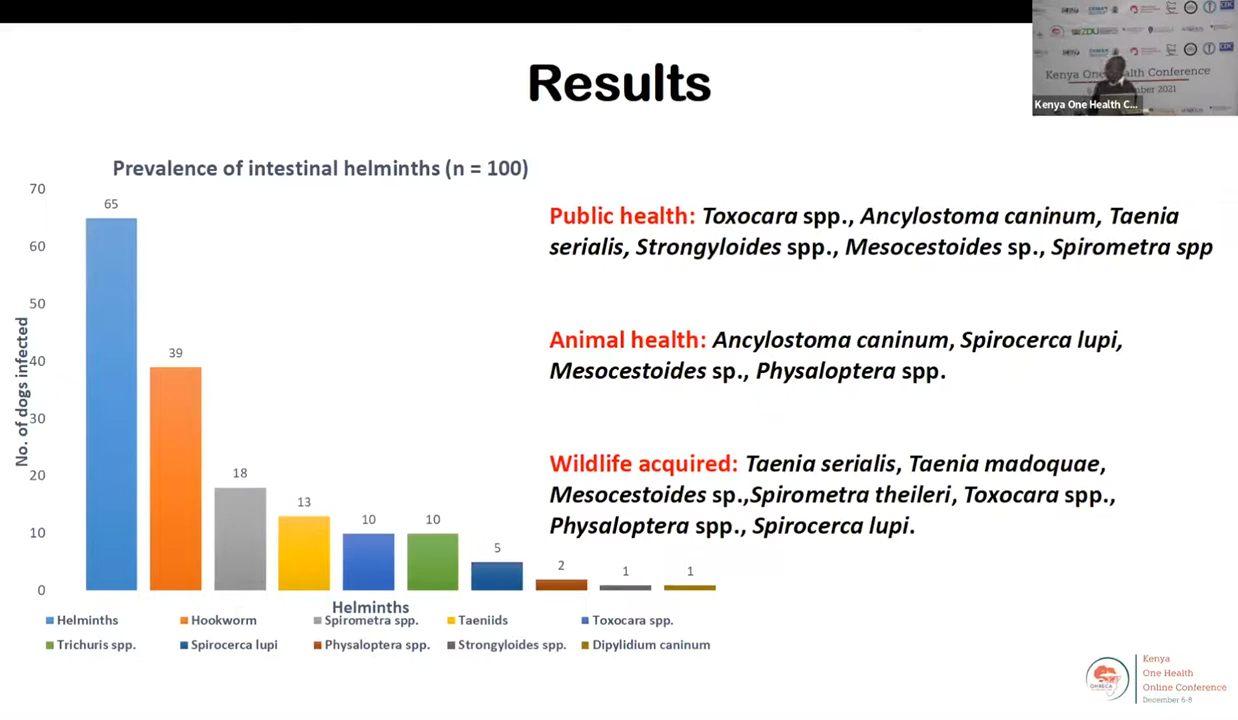 Results
Kenya One Health Conference
Kenya One Health C...
Prevalence of intestinal helminths (n = 100)
No. of dogs infected
70
60
50
40
30
20
10
0
65
39
18
13
10
10
5
2
1
1
Helminths
Helminths
Hookworm
Spirometra spp.
Taeniids
Toxocara spp.
Trichuris spp.
Spirocerca lupi
Physaloptera spp.
Strongyloides spp.
Dipylidium caninum
Public health: Toxocara spp., Ancylostoma caninum, Taenia
serialis, Strongyloides spp., Mesocestoides sp., Spirometra spp
Animal health: Ancylostoma caninum, Spirocerca lupi,
Mesocestoides sp., Physaloptera spp.
Wildlife acquired: Taenia serialis, Taenia madoquae,
Mesocestoides sp.,Spirometra theileri, Toxocara spp.,
Physaloptera spp., Spirocerca lupi.
OHRECA
Kenya
One Health
Online Conference
December 6-8